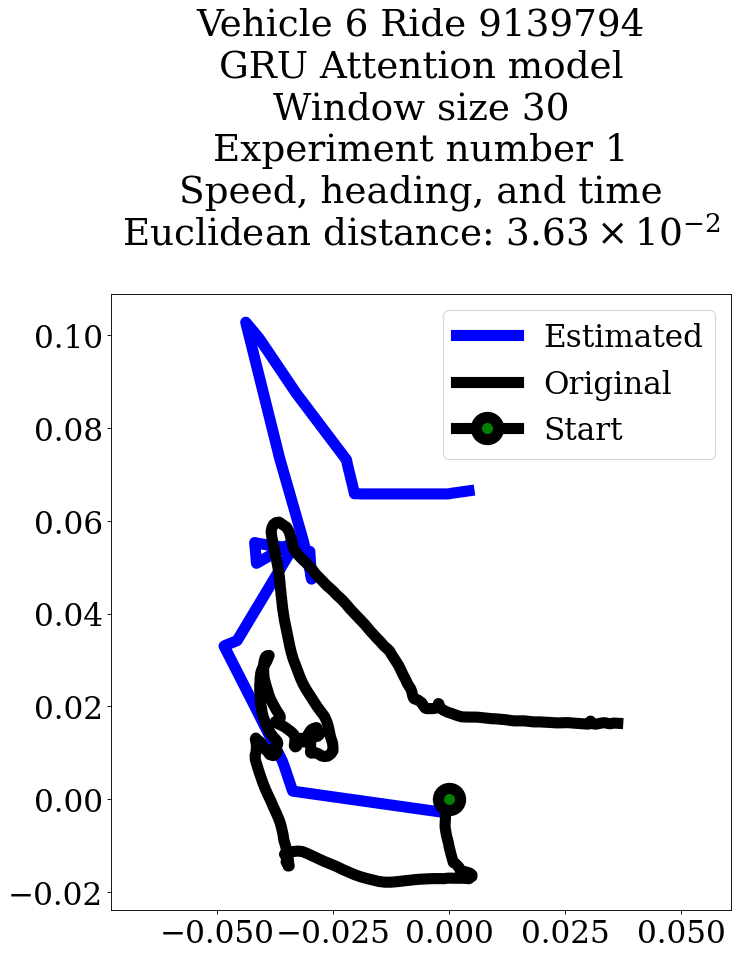 Vehicle 6 Ride 9139794
GRU Attention model
Window size 30
Experiment number 1
Speed, heading, and time
Euclidean distance: 3.63 × 10⁻²
Estimated
Original
Start
0.10
0.08
0.06
0.04
0.02
0.00
−0.02
−0.050 −0.025 0.000 0.025 0.050